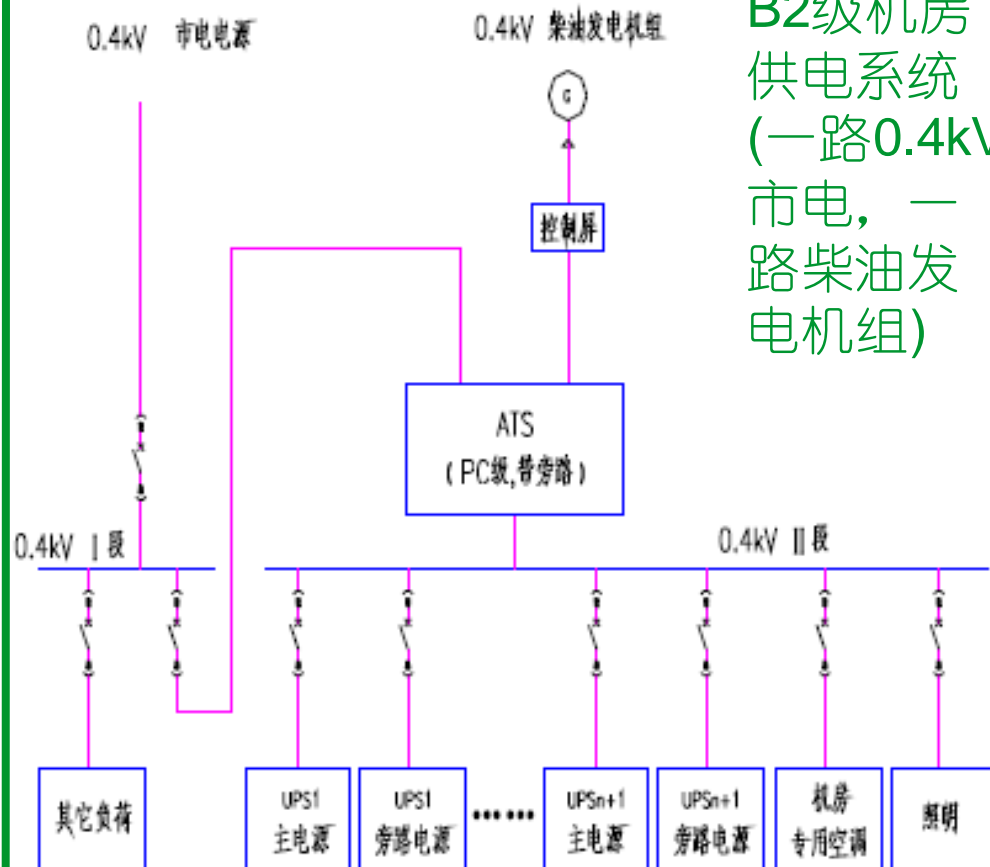 0.4kV 市电电源
0.4kV 柴油发电机组
B2级机房
供电系统
(一路0.4kV
市电，一
路柴油发
电机组)
G
控制屏
ATS
(PC级,带旁路)
0.4kV I段
0.4kV II段
其它负荷
UPS1
主电源
UPS1
旁路电源
······
UPSn+1
主电源
UPSn+1
旁路电源
机房
专用空调
照明